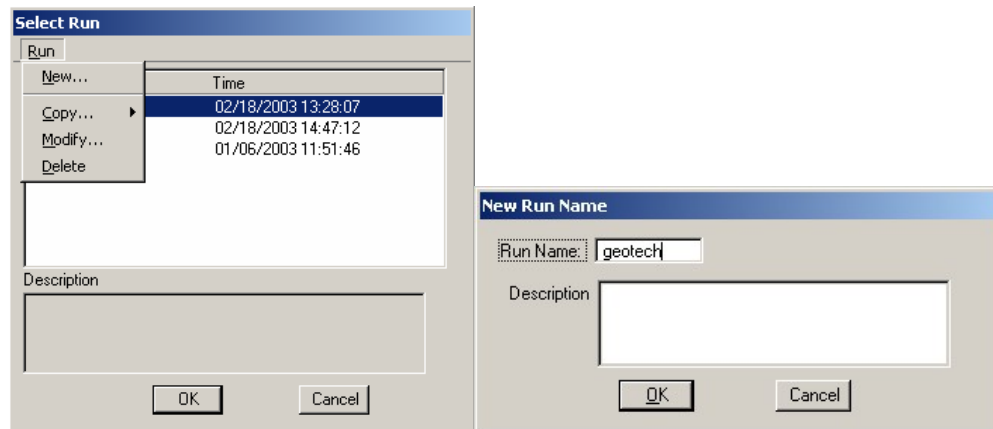 Select Run
Run
New...
Time
Copy...
02/18/2003 13:28:07
Modify...
02/18/2003 14:47:12
Delete
01/06/2003 11:51:46
Description
OK
Cancel
New Run Name
Run Name:
geotech
Description
OK
Cancel